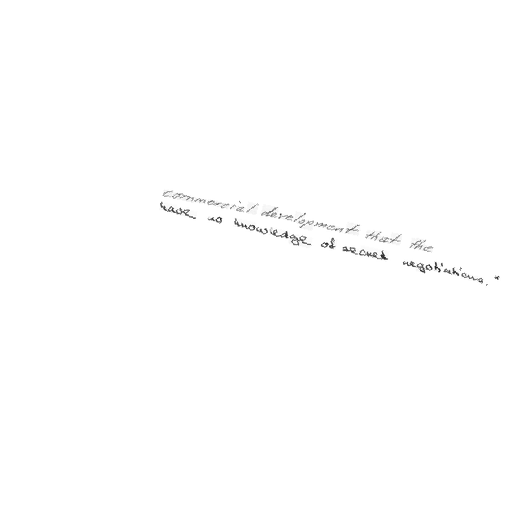 commercial development that the
have no knowledge of secret negotiations. "